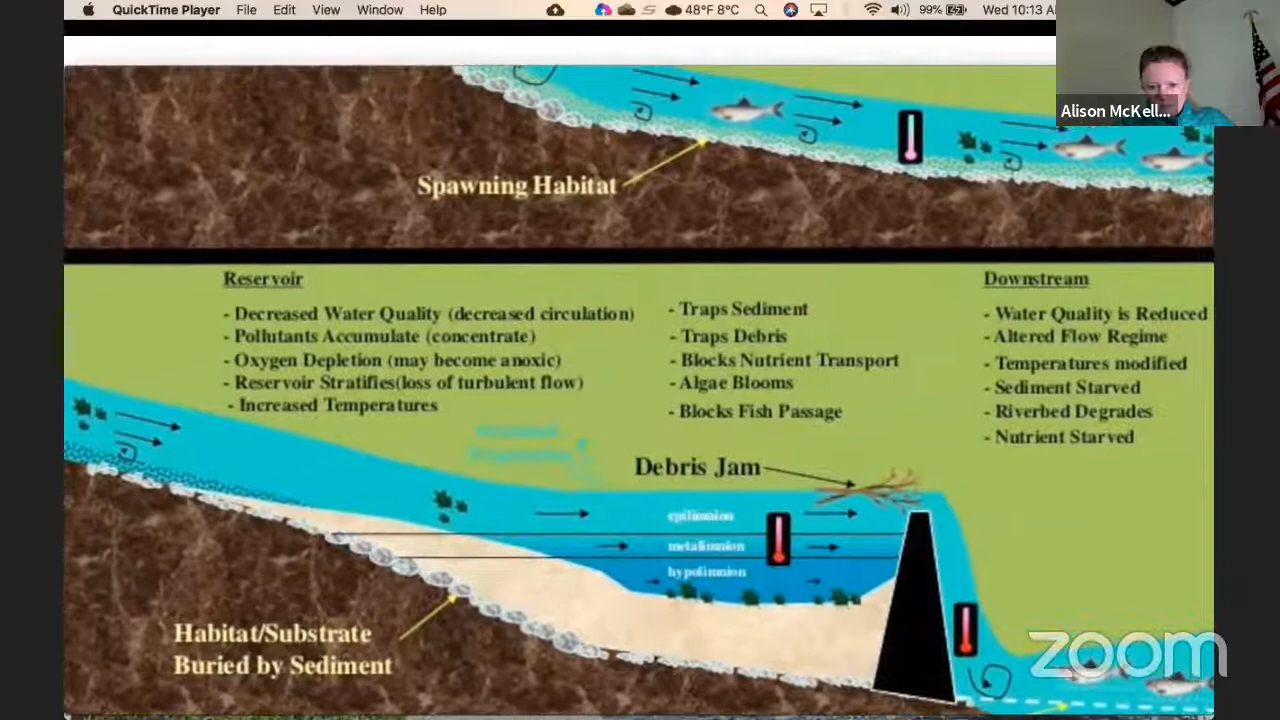 QuickTime Player File Edit View Window Help 48°F 8°C 99% Wed 10:13 A
Alison McKell...
Spawning Habitat
Reservoir
- Decreased Water Quality (decreased circulation)
- Pollutants Accumulate (concentrate)
- Oxygen Depletion (may become anoxic)
- Reservoir Stratifies(loss of turbulent flow)
- Increased Temperatures
- Traps Sediment
- Traps Debris
- Blocks Nutrient Transport
- Algae Blooms
- Blocks Fish Passage
Downstream
- Water Quality is Reduced
- Altered Flow Regime
- Temperatures modified
- Sediment Starved
- Riverbed Degrades
- Nutrient Starved
Debris Jam
epilimnion
metalimnion
hypolimnion
Habitat/Substrate
Buried by Sediment
zoom